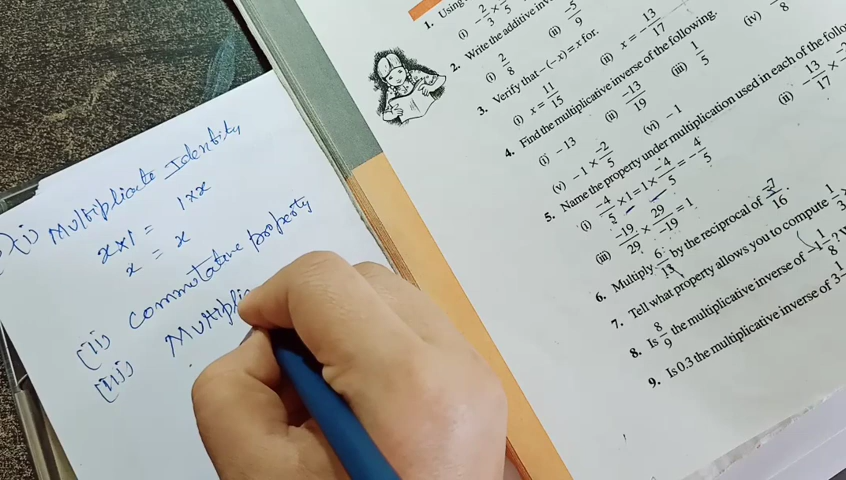 (i) Multiplicate Identity
x×1 = 1×x
x = x
(ii) Commutative property
(iii) Multiplic
1. Using
(i) -2/3 ×
2. Write the additive inv
(i) 2/8 (ii) -5/9
3. Verify that – (–x) = x for.
(i) x = 11/15 (ii) x = -13/17
4. Find the multiplicative inverse of the following.
(i) –13 (ii) -13/19 (iii) 1/5
(v) –1 × -2/5 (vi) –1
5. Name the property under multiplication used in each of the follo
(i) -4/5 × 1 = 1 × -4/5 = -4/5 (ii) -13/17 ×
(iii) -19/29 × 29/-19 = 1
6. Multiply 6/13 by the reciprocal of -7/16.
7. Tell what property allows you to compute 1/3
8. Is 8/9 the multiplicative inverse of -1 1/8?
9. Is 0.3 the multiplicative inverse of 3 1